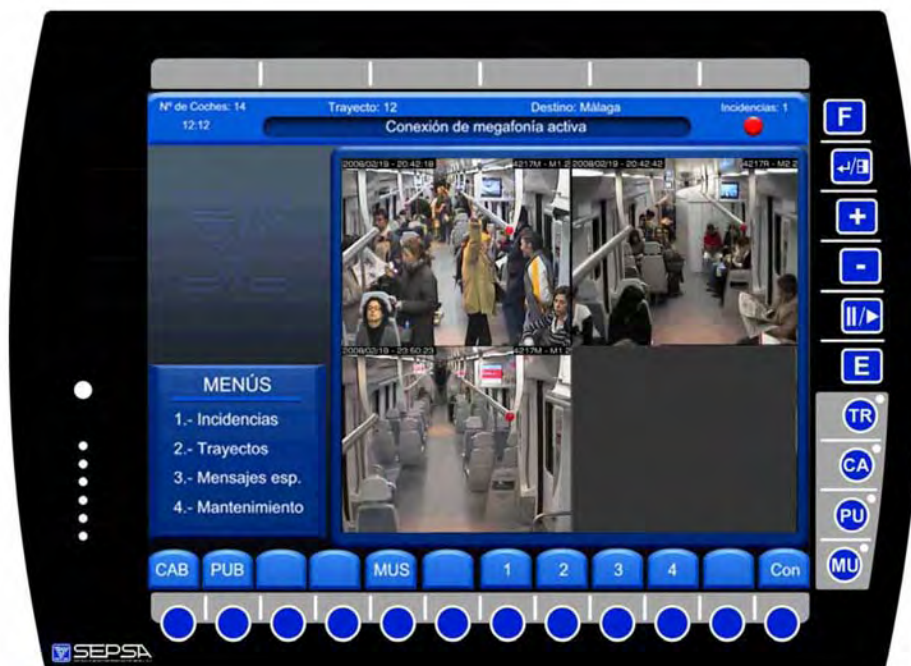 Nº de Coches: 14 Trayecto: 12 Destino: Málaga Incidencias: 1
12:12 Conexión de megafonía activa
2008/02/19 - 20:42:18 4217M - M1.2 2008/02/19 - 20:42:42 4217R - M2.2
2008/02/19 - 23:50:23 4217M - M1.2
MENÚS
1.- Incidencias
2.- Trayectos
3.- Mensajes esp.
4.- Mantenimiento
CAB PUB MUS 1 2 3 4 Con
F
+
-
E
TR
CA
PU
MU
SEPSA